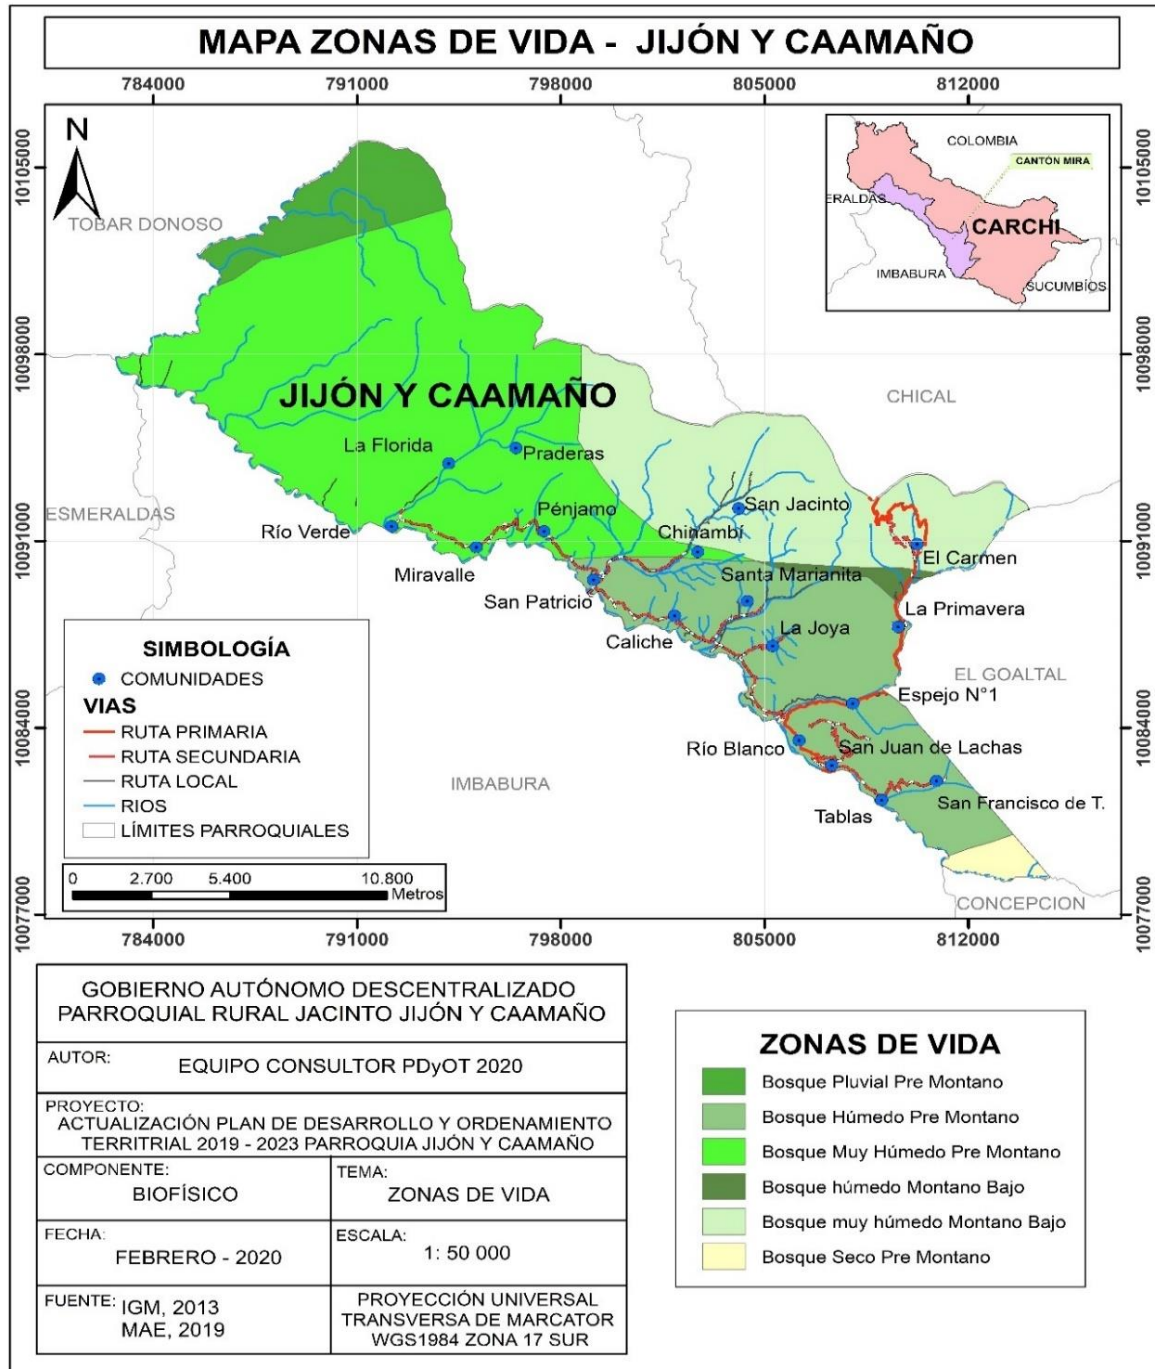 MAPA ZONAS DE VIDA - JIJÓN Y CAAMAÑO
784000 791000 798000 805000 812000
N
10105000
10105000
COLOMBIA
CANTÓN MIRA
ERALDAS
CARCHI
IMBABURA
SUCUMBÍOS
TOBAR DONOSO
10098000
10098000
JIJÓN Y CAAMAÑO
CHICAL
La Florida
Praderas
ESMERALDAS
Río Verde
Pénjamo
San Jacinto
Chinambí
10091000
10091000
El Carmen
Miravalle
Santa Marianita
San Patricio
La Primavera
Caliche
La Joya
EL GOALTAL
Espejo N°1
10084000
10084000
Río Blanco
San Juan de Lachas
IMBABURA
San Francisco de T.
Tablas
CONCEPCION
10077000
10077000
SIMBOLOGÍA
COMUNIDADES
VIAS
RUTA PRIMARIA
RUTA SECUNDARIA
RUTA LOCAL
RIOS
LÍMITES PARROQUIALES
0 2.700 5.400 10.800
Metros
784000 791000 798000 805000 812000
GOBIERNO AUTÓNOMO DESCENTRALIZADO
PARROQUIAL RURAL JACINTO JIJÓN Y CAAMAÑO
AUTOR: EQUIPO CONSULTOR PDyOT 2020
PROYECTO:
ACTUALIZACIÓN PLAN DE DESARROLLO Y ORDENAMIENTO
TERRITRIAL 2019 - 2023 PARROQUIA JIJÓN Y CAAMAÑO
COMPONENTE:
BIOFÍSICO
TEMA:
ZONAS DE VIDA
FECHA:
FEBRERO - 2020
ESCALA:
1: 50 000
FUENTE: IGM, 2013
MAE, 2019
PROYECCIÓN UNIVERSAL
TRANSVERSA DE MARCATOR
WGS1984 ZONA 17 SUR
ZONAS DE VIDA
Bosque Pluvial Pre Montano
Bosque Húmedo Pre Montano
Bosque Muy Húmedo Pre Montano
Bosque húmedo Montano Bajo
Bosque muy húmedo Montano Bajo
Bosque Seco Pre Montano